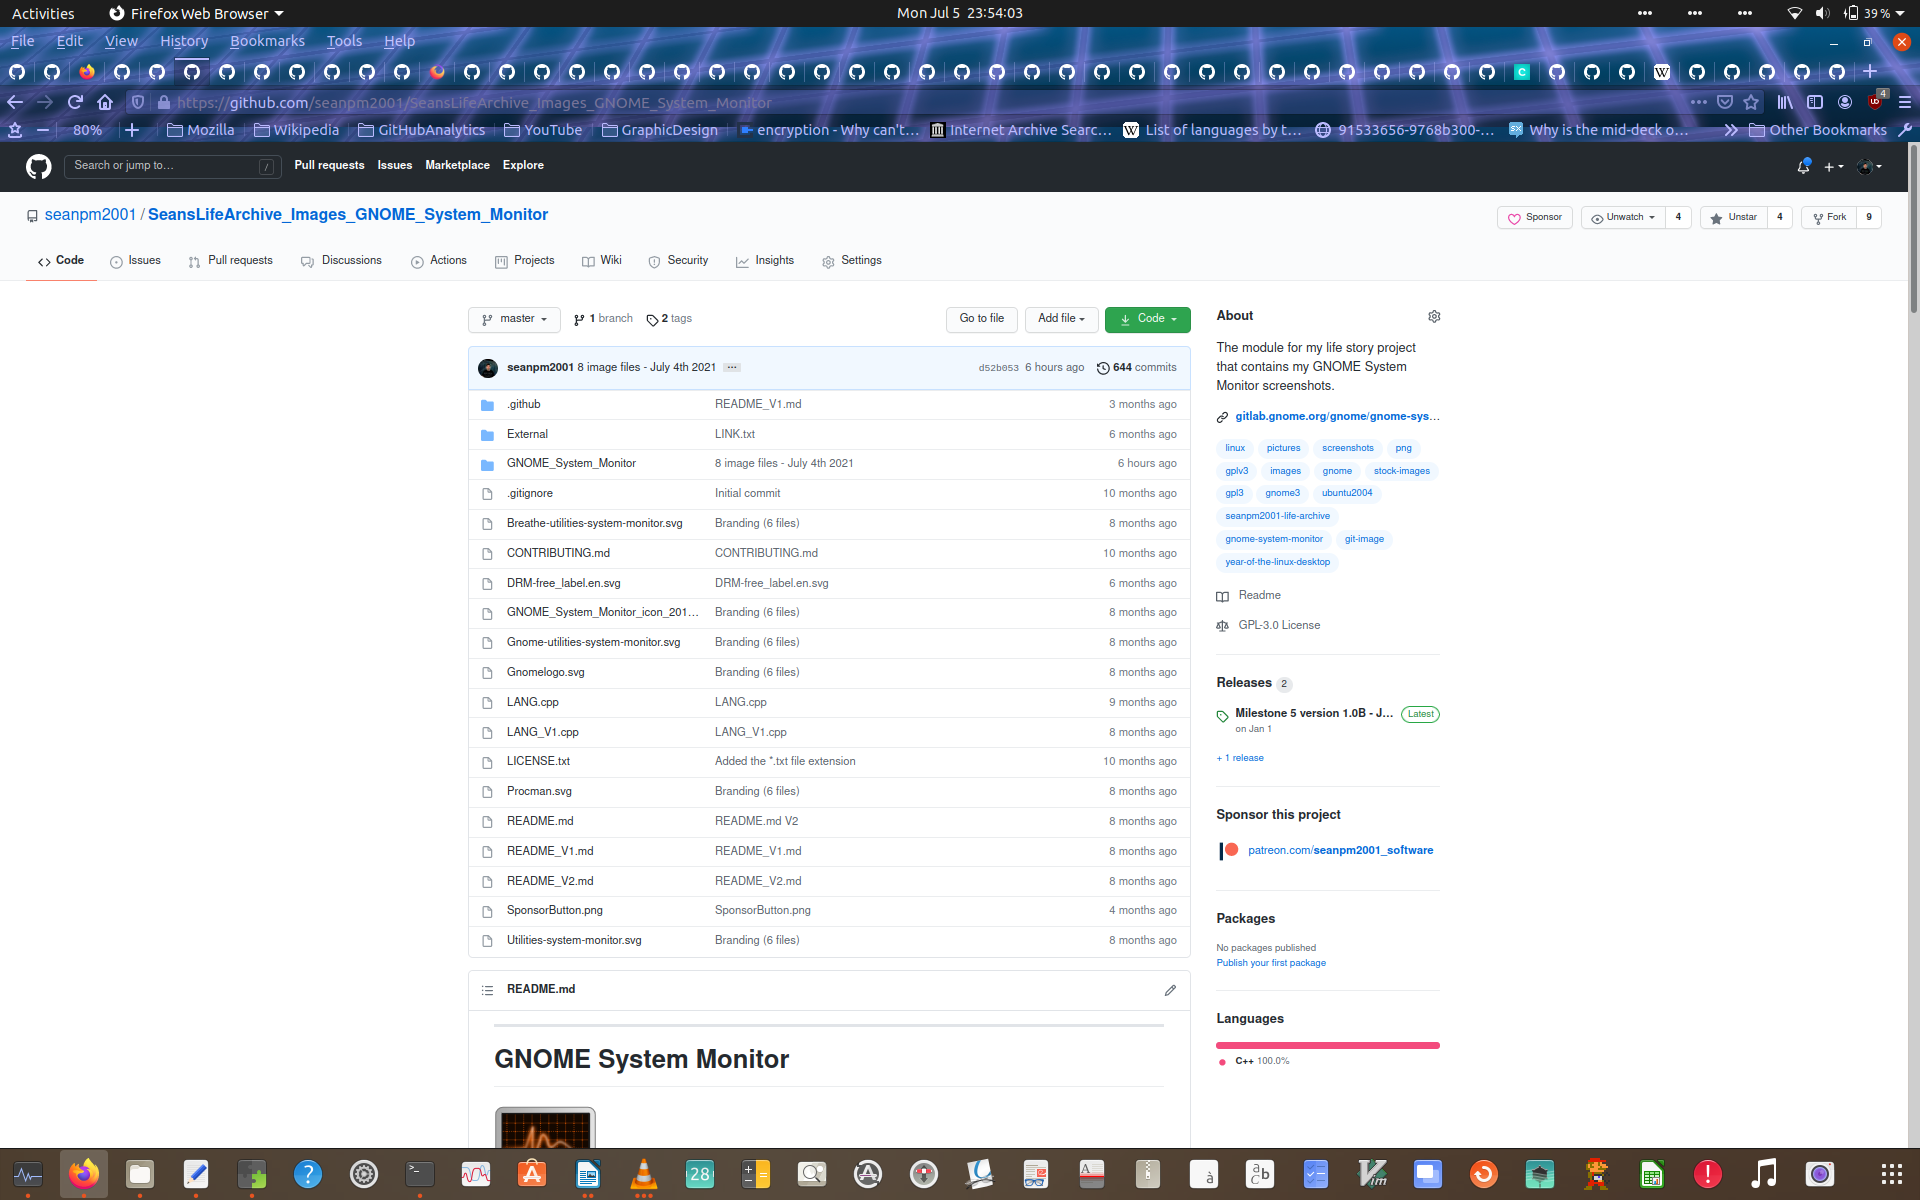 Activities Firefox Web Browser Mon Jul 5 23:54:03 39 %
File Edit View History Bookmarks Tools Help
https://github.com/seanpm2001/SeansLifeArchive_Images_GNOME_System_Monitor 4
80% Mozilla Wikipedia GitHubAnalytics YouTube GraphicDesign encryption - Why can't… Internet Archive Searc… List of languages by t… 91533656-9768b300-… Why is the mid-deck o… Other Bookmarks
Search or jump to… / Pull requests Issues Marketplace Explore
seanpm2001 / SeansLifeArchive_Images_GNOME_System_Monitor Sponsor Unwatch 4 Unstar 4 Fork 9
Code Issues Pull requests Discussions Actions Projects Wiki Security Insights Settings
master 1 branch 2 tags Go to file Add file Code
seanpm2001 8 image files - July 4th 2021 … d52b053 6 hours ago 644 commits
.github README_V1.md 3 months ago
External LINK.txt 6 months ago
GNOME_System_Monitor 8 image files - July 4th 2021 6 hours ago
.gitignore Initial commit 10 months ago
Breathe-utilities-system-monitor.svg Branding (6 files) 8 months ago
CONTRIBUTING.md CONTRIBUTING.md 10 months ago
DRM-free_label.en.svg DRM-free_label.en.svg 6 months ago
GNOME_System_Monitor_icon_201… Branding (6 files) 8 months ago
Gnome-utilities-system-monitor.svg Branding (6 files) 8 months ago
Gnomelogo.svg Branding (6 files) 8 months ago
LANG.cpp LANG.cpp 9 months ago
LANG_V1.cpp LANG_V1.cpp 8 months ago
LICENSE.txt Added the *.txt file extension 10 months ago
Procman.svg Branding (6 files) 8 months ago
README.md README.md V2 8 months ago
README_V1.md README_V1.md 8 months ago
README_V2.md README_V2.md 8 months ago
SponsorButton.png SponsorButton.png 4 months ago
Utilities-system-monitor.svg Branding (6 files) 8 months ago
README.md
GNOME System Monitor
About
The module for my life story project
that contains my GNOME System
Monitor screenshots.
gitlab.gnome.org/gnome/gnome-sys…
linux pictures screenshots png
gplv3 images gnome stock-images
gpl3 gnome3 ubuntu2004
seanpm2001-life-archive
gnome-system-monitor git-image
year-of-the-linux-desktop
Readme
GPL-3.0 License
Releases 2
Milestone 5 version 1.0B - J… Latest
on Jan 1
+ 1 release
Sponsor this project
patreon.com/seanpm2001_software
Packages
No packages published
Publish your first package
Languages
C++ 100.0%
28